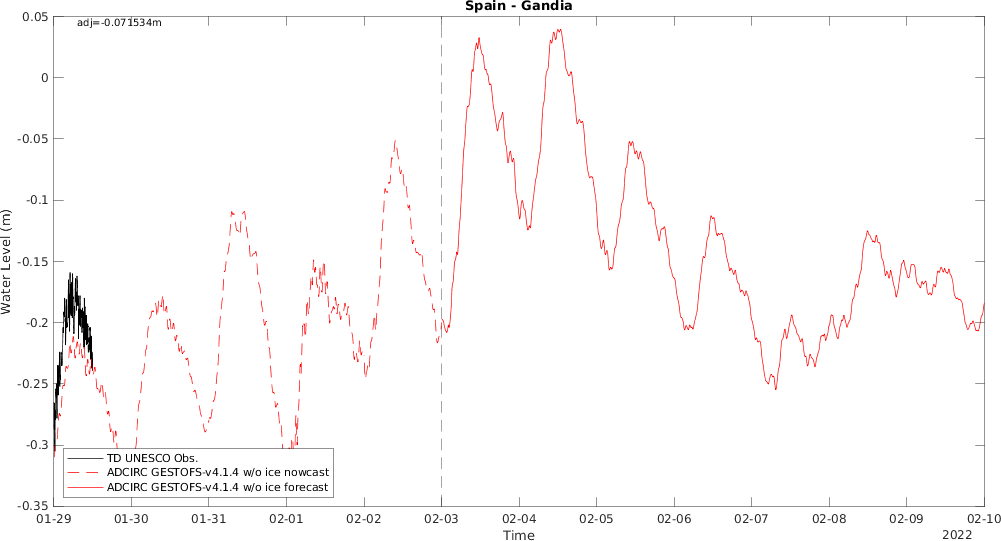 Spain - Gandia
adj=-0.071534m
0.05
0
-0.05
-0.1
-0.15
-0.2
-0.25
-0.3
-0.35
Water Level (m)
TD UNESCO Obs.
ADCIRC GESTOFS-v4.1.4 w/o ice nowcast
ADCIRC GESTOFS-v4.1.4 w/o ice forecast
01-29 01-30 01-31 02-01 02-02 02-03 02-04 02-05 02-06 02-07 02-08 02-09 02-10
Time
2022